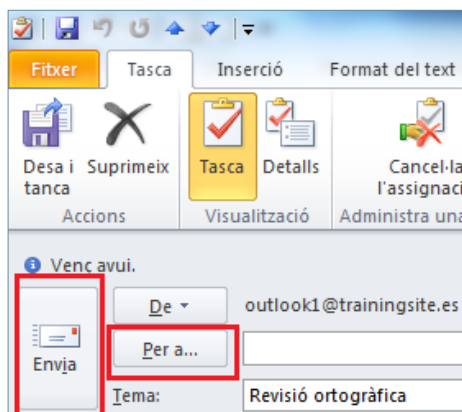 Fitxer Tasca Inserció Format del text
Desa i tanca Suprimeix Tasca Detalls Cancel·la l'assignaci
Accions Visualització Administra una
Venç avui.
De outlook1@trainingsite.es
Envia Per a...
Tema: Revisió ortogràfica